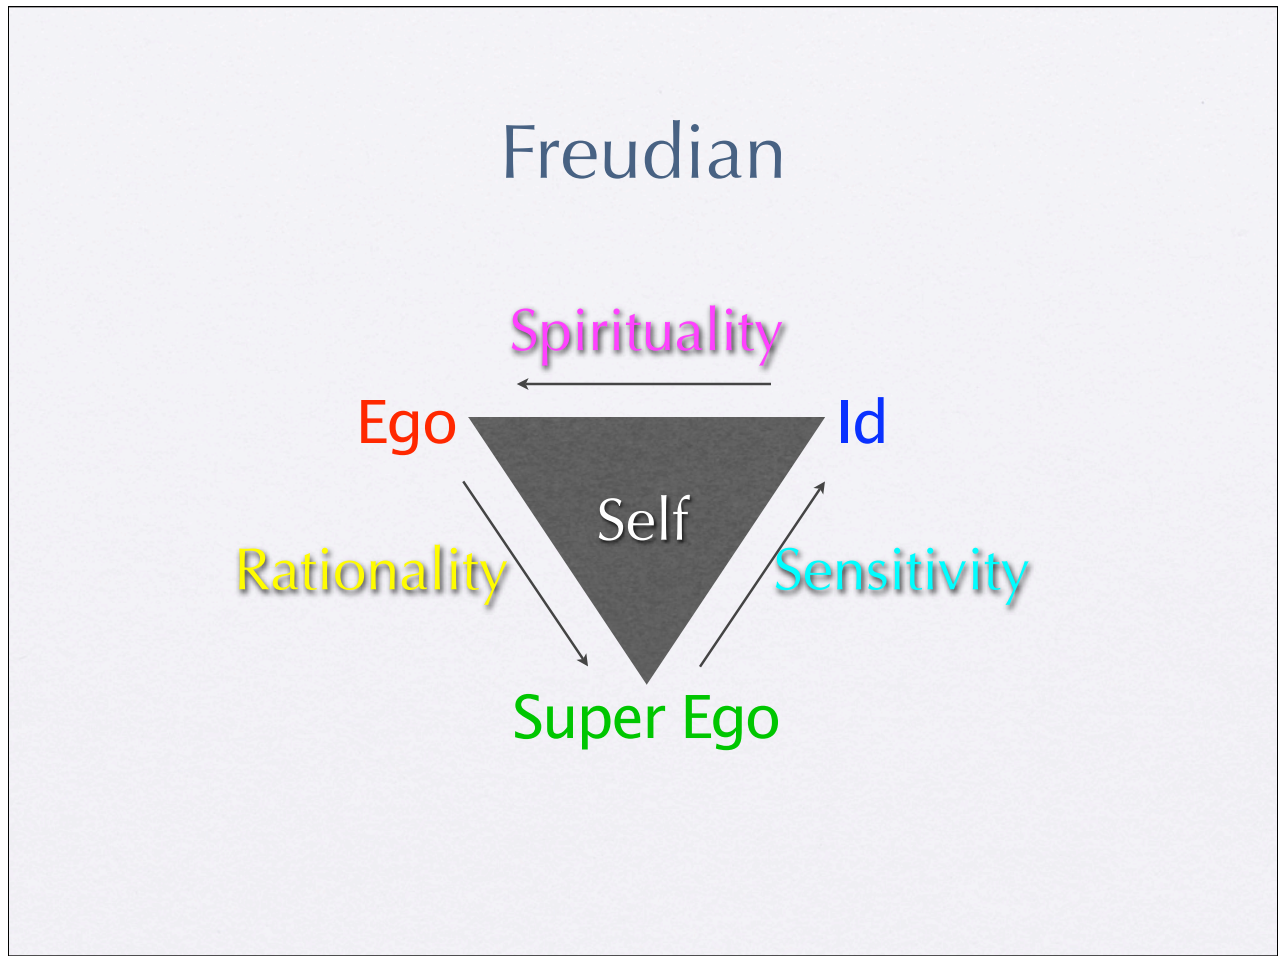 Freudian
Spirituality
Ego
Id
Self
Rationality
Sensitivity
Super Ego